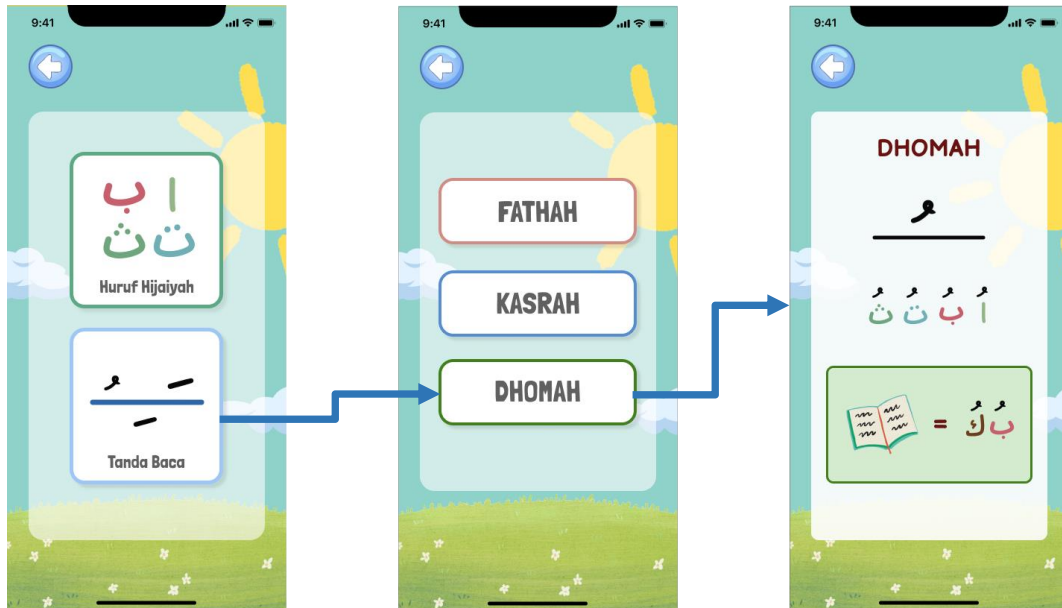 9:41
ا ب
ت ث
Huruf Hijaiyah
َ ُ
ِ
Tanda Baca
9:41
FATHAH
KASRAH
DHOMAH
9:41
DHOMAH
ُ
اُ بُ تُ ثُ
= بُ كُ